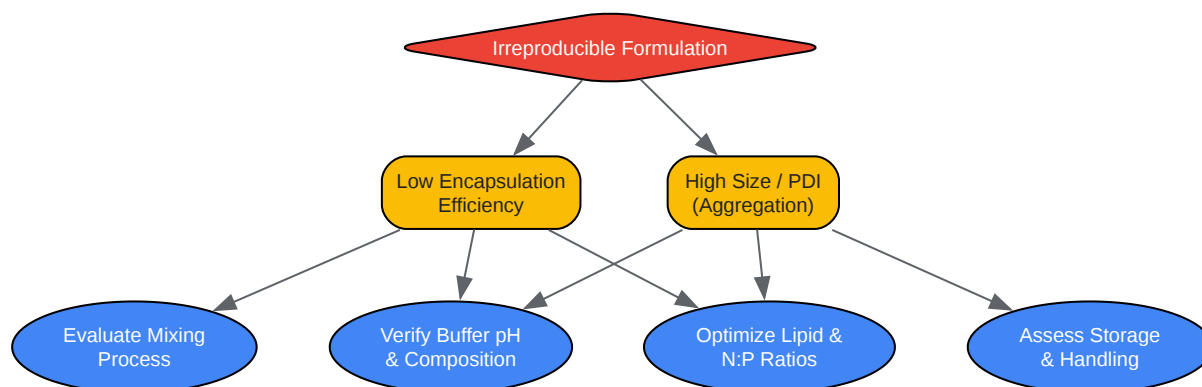 Irreproducible Formulation
Low Encapsulation
Efficiency
High Size / PDI
(Aggregation)
Evaluate Mixing
Process
Verify Buffer pH
& Composition
Optimize Lipid &
N:P Ratios
Assess Storage
& Handling